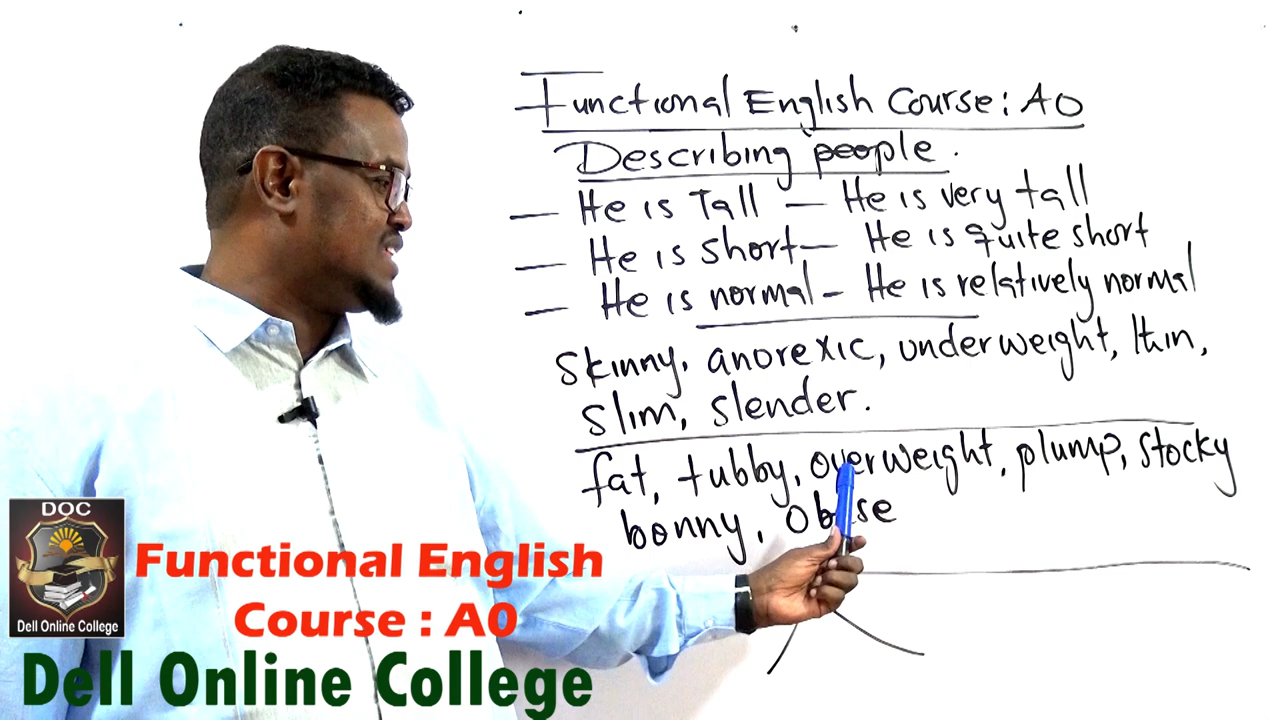 Functional English Course: A0
Describing people.
— He is Tall — He is very tall
— He is short — He is quite short
— He is normal - He is relatively normal
Skinny, anorexic, underweight, thin,
slim, slender.
fat, tubby, overweight, plump, stocky
bonny, obese
DOC
Dell Online College
Functional English
Course : A0
Dell Online College